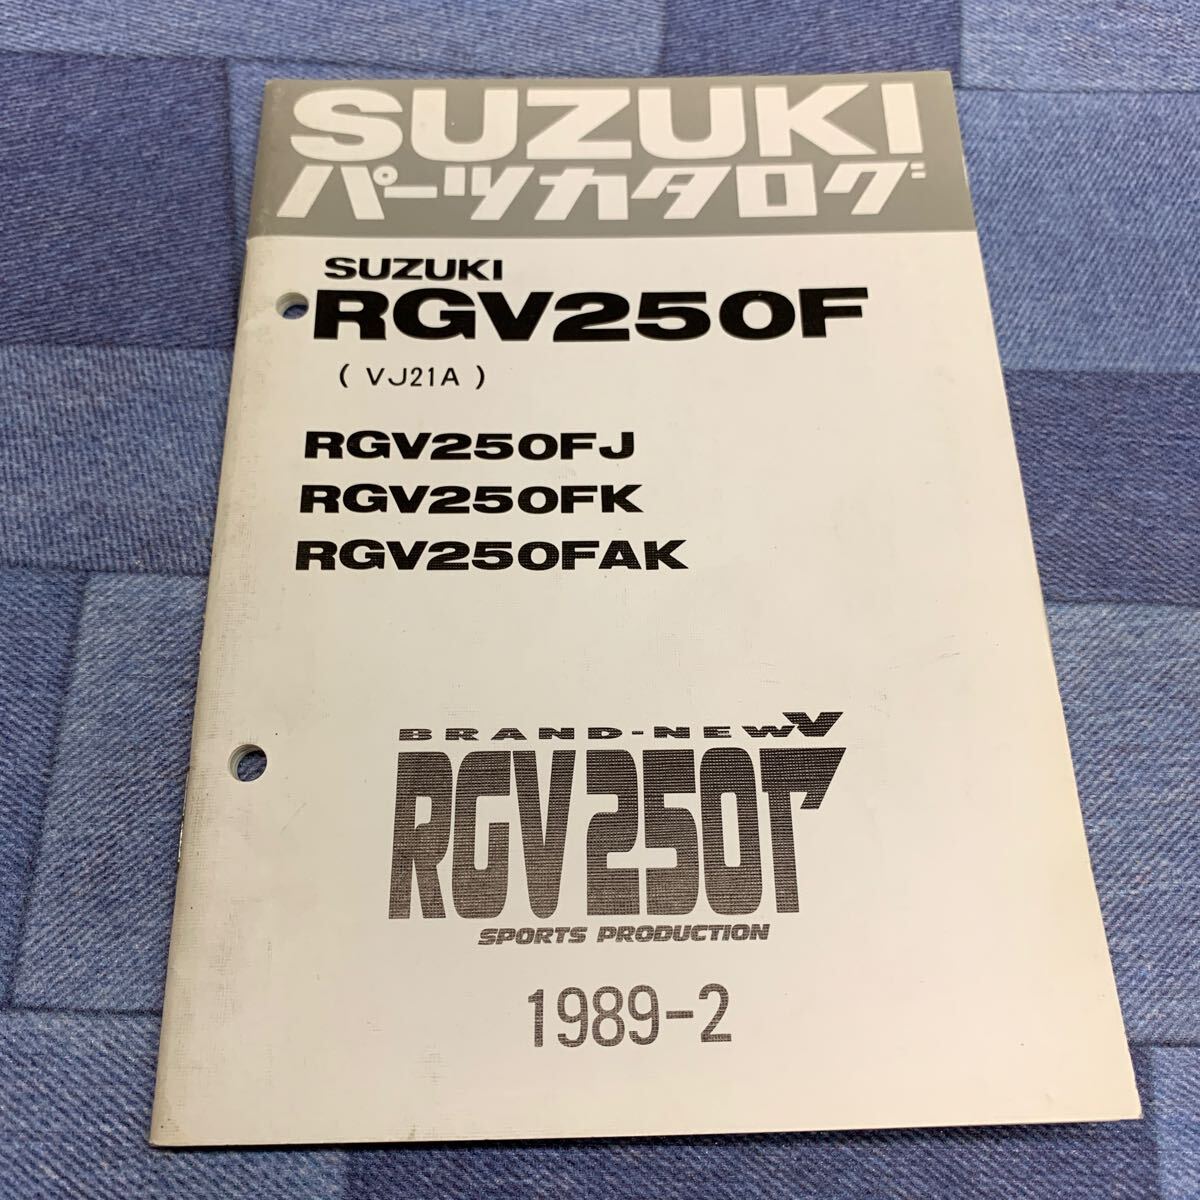 SUZUKI
パーツカタログ
SUZUKI
RGV250F
( VJ21A )
RGV250FJ
RGV250FK
RGV250FAK
BRAND-NEW V
RGV250Γ
SPORTS PRODUCTION
1989-2